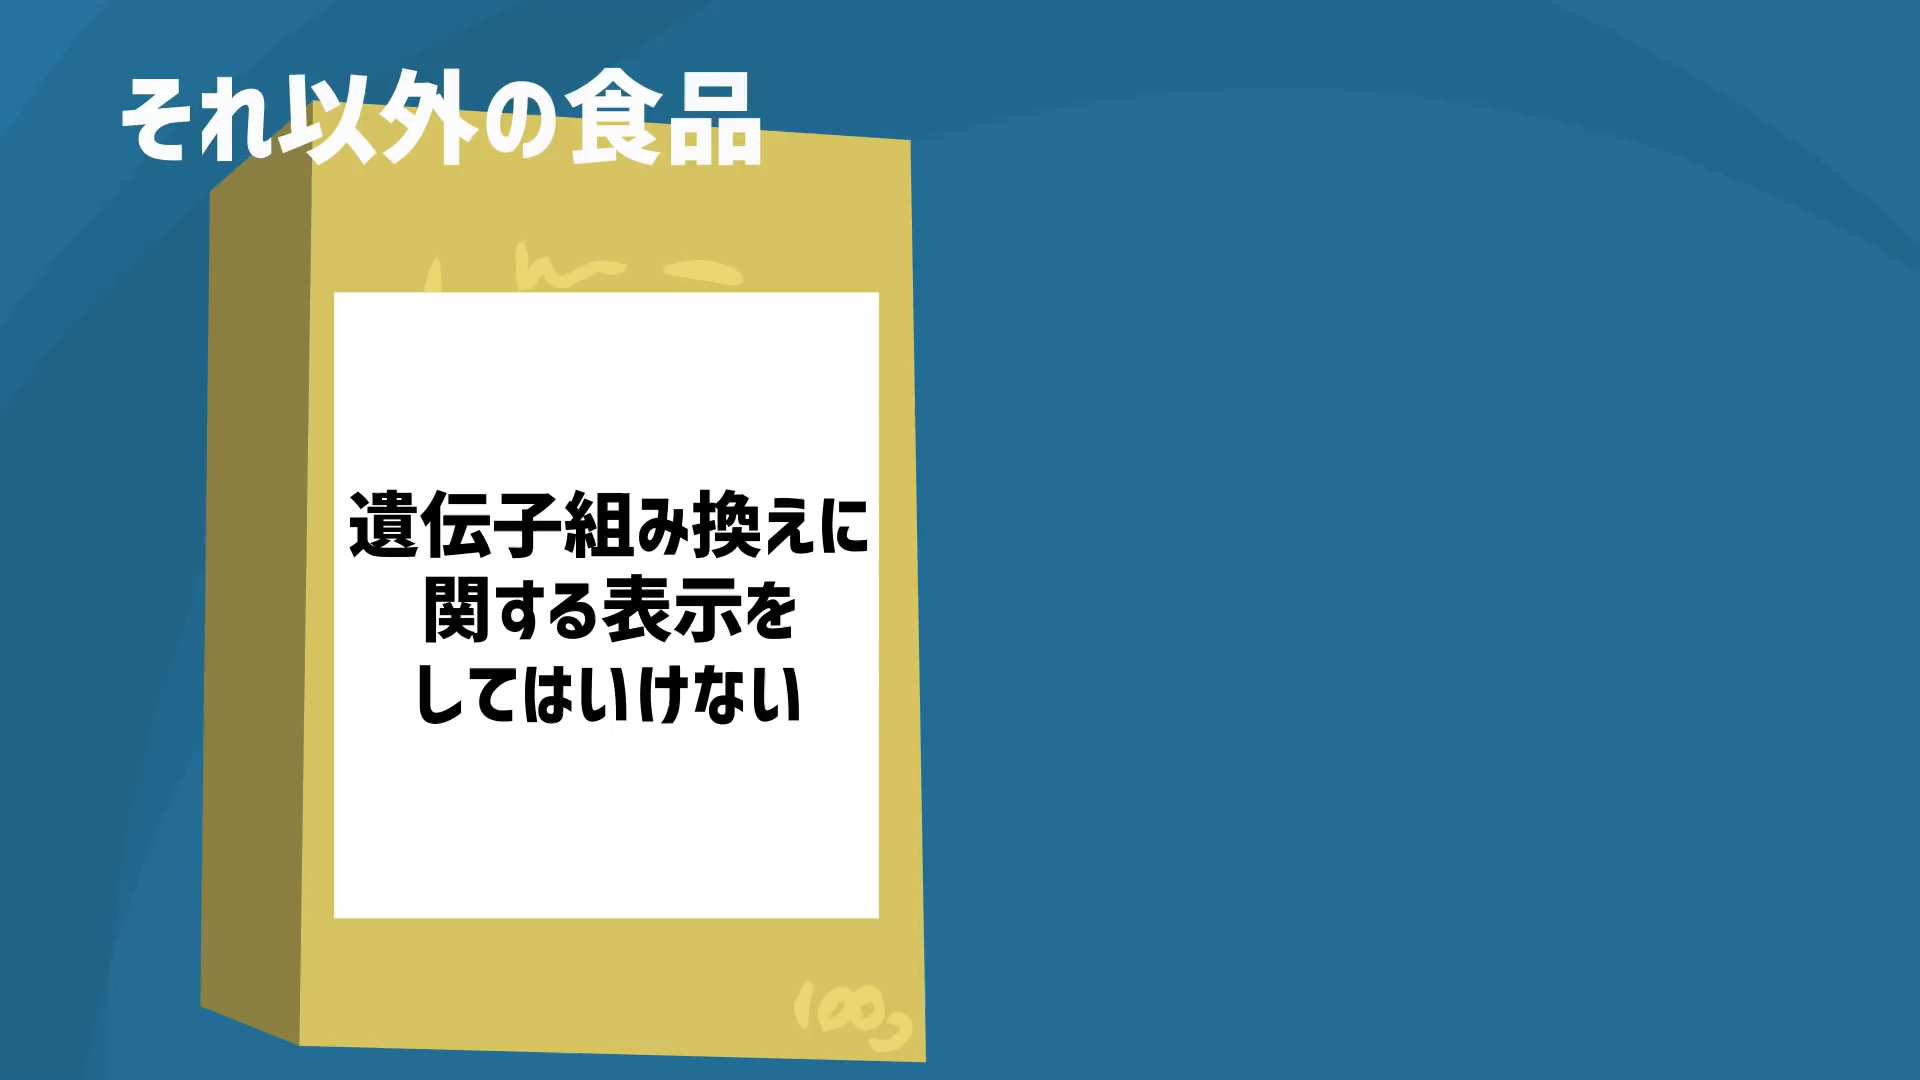 それ以外の食品
遺伝子組み換えに
関する表示を
してはいけない
100g